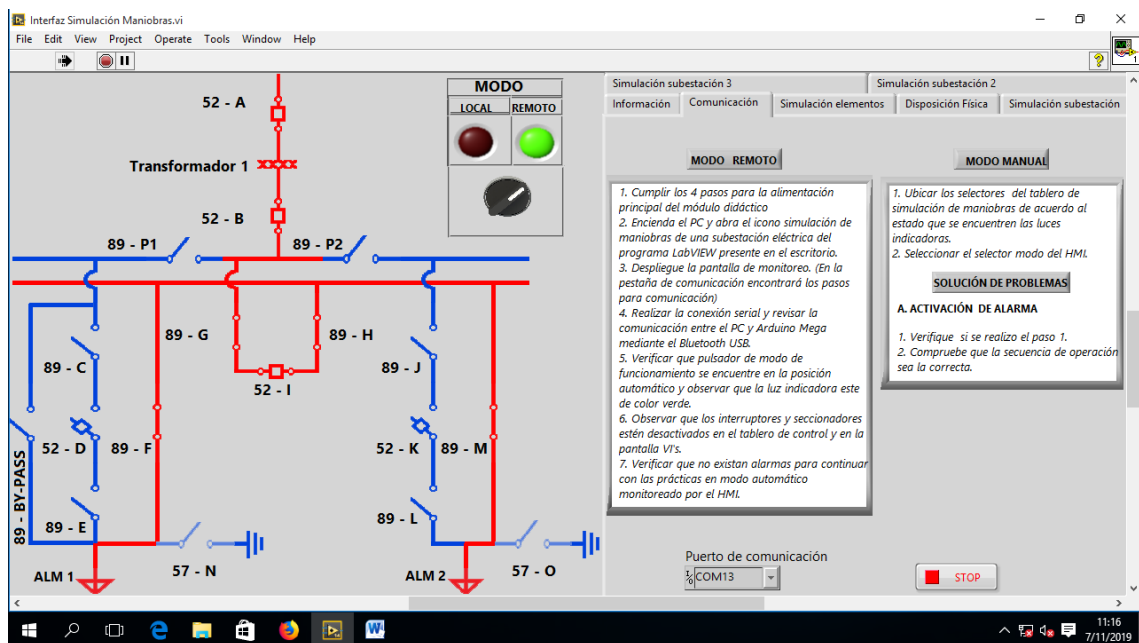 Interfaz Simulación Maniobras.vi
File Edit View Project Operate Tools Window Help
1
MODO
LOCAL REMOTO
52 - A
Transformador 1
52 - B
89 - P1
89 - P2
89 - G
89 - H
89 - C
89 - J
52 - I
52 - D
89 - F
52 - K
89 - M
89 - BY-PASS
89 - E
89 - L
57 - N
57 - O
ALM 1
ALM 2
Simulación subestación 3
Simulación subestación 2
Información
Comunicación
Simulación elementos
Disposición Física
Simulación subestación
MODO REMOTO
1. Cumplir los 4 pasos para la alimentación
principal del módulo didáctico
2. Encienda el PC y abra el icono simulación de
maniobras de una subestación eléctrica del
programa LabVIEW presente en el escritorio.
3. Despliegue la pantalla de monitoreo. (En la
pestaña de comunicación encontrará los pasos
para comunicación)
4. Realizar la conexión serial y revisar la
comunicación entre el PC y Arduino Mega
mediante el Bluetooth USB.
5. Verificar que pulsador de modo de
funcionamiento se encuentre en la posición
automático y observar que la luz indicadora este
de color verde.
6. Observar que los interruptores y seccionadores
estén desactivados en el tablero de control y en la
pantalla VI's.
7. Verificar que no existan alarmas para continuar
con las prácticas en modo automático
monitoreado por el HMI.
MODO MANUAL
1. Ubicar los selectores del tablero de
simulación de maniobras de acuerdo al
estado que se encuentren las luces
indicadoras.
2. Seleccionar el selector modo del HMI.
SOLUCIÓN DE PROBLEMAS
A. ACTIVACIÓN DE ALARMA
1. Verifique si se realizo el paso 1.
2. Compruebe que la secuencia de operación
sea la correcta.
Puerto de comunicación
COM13
STOP
11:16
7/11/2019